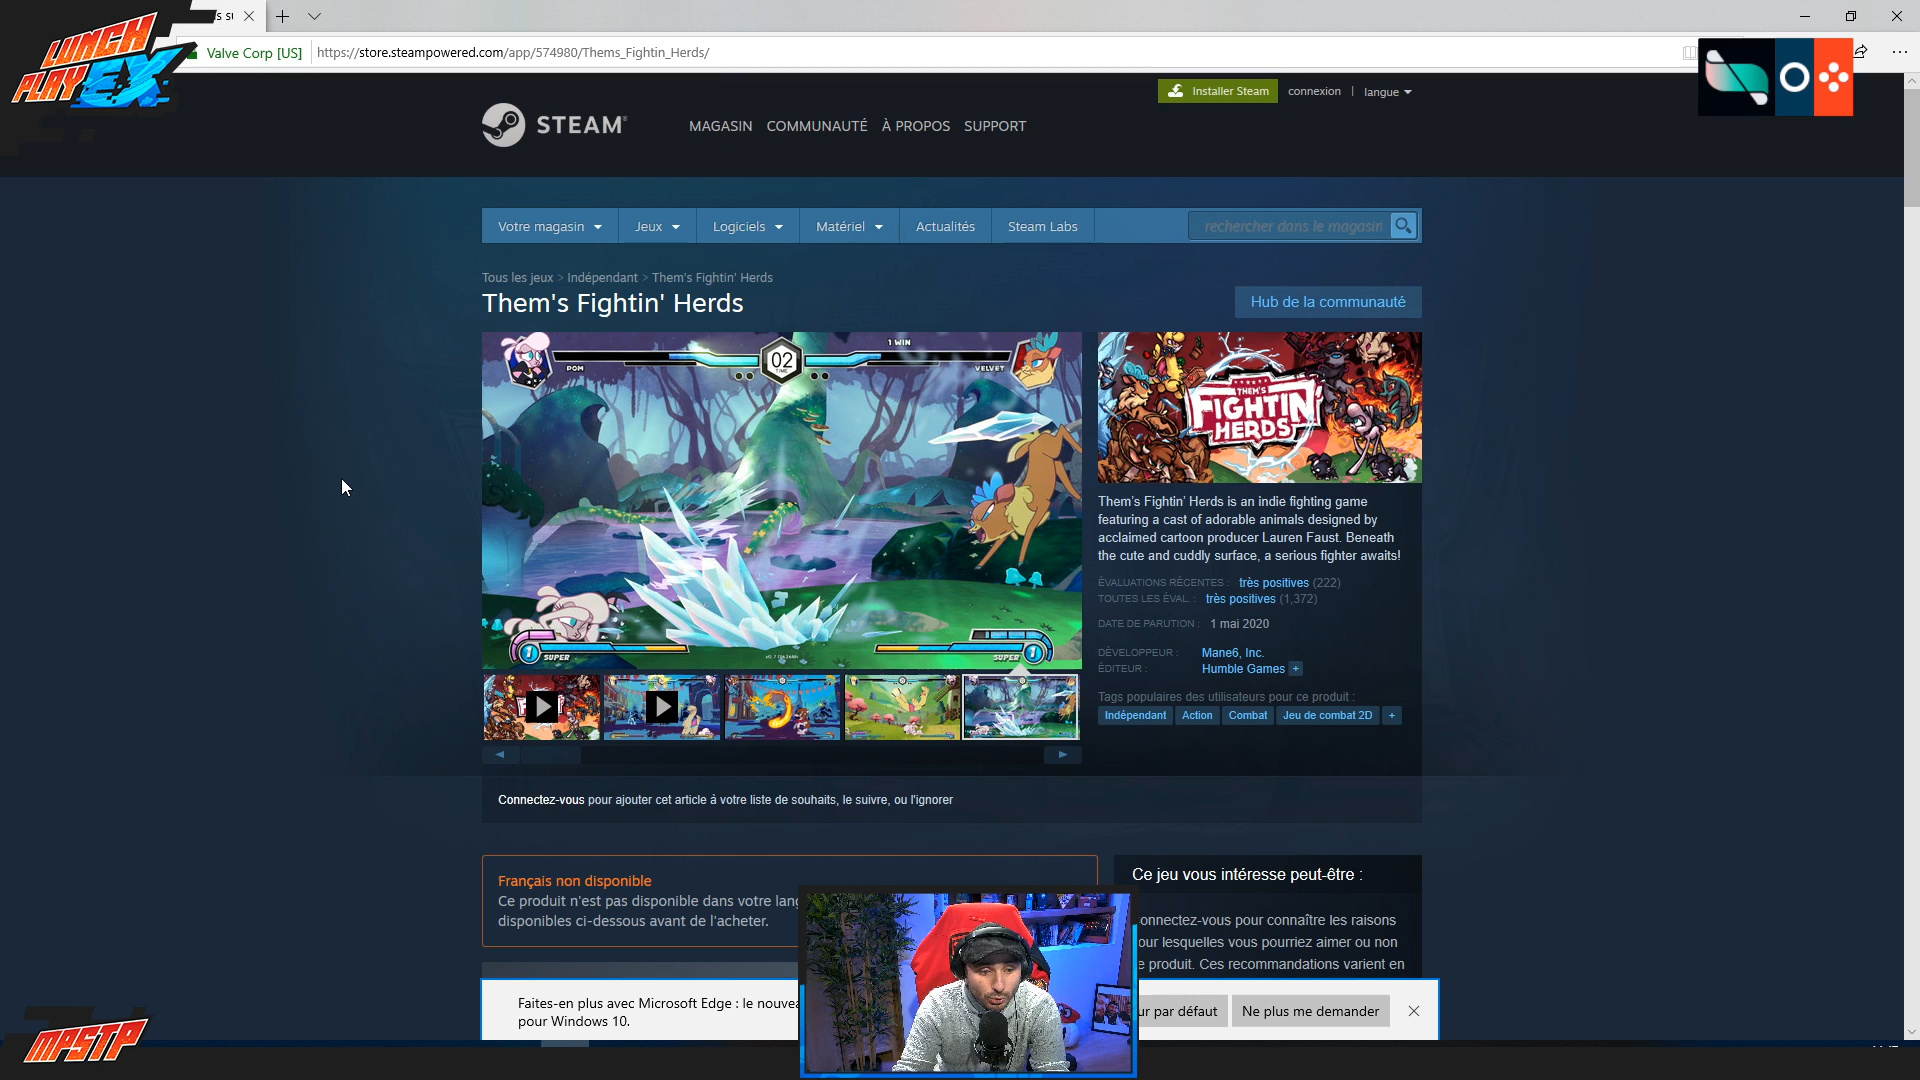 LUNCH
PLAY EX
Valve Corp [US]
https://store.steampowered.com/app/574980/Thems_Fightin_Herds/
Installer Steam
connexion
langue
STEAM
MAGASIN
COMMUNAUTÉ
À PROPOS
SUPPORT
Votre magasin
Jeux
Logiciels
Matériel
Actualités
Steam Labs
rechercher dans le magasin
Tous les jeux > Indépendant > Them's Fightin' Herds
Them's Fightin' Herds
Hub de la communauté
POM
02
TIME
1 WIN
VELVET
1
SUPER
SUPER
1
THEM'S
FIGHTIN'
HERDS
Them's Fightin' Herds is an indie fighting game
featuring a cast of adorable animals designed by
acclaimed cartoon producer Lauren Faust. Beneath
the cute and cuddly surface, a serious fighter awaits!
ÉVALUATIONS RÉCENTES : très positives (222)
TOUTES LES ÉVAL. : très positives (1,372)
DATE DE PARUTION : 1 mai 2020
DÉVELOPPEUR : Mane6, Inc.
ÉDITEUR : Humble Games +
Tags populaires des utilisateurs pour ce produit :
Indépendant
Action
Combat
Jeu de combat 2D
+
Connectez-vous pour ajouter cet article à votre liste de souhaits, le suivre, ou l'ignorer
Français non disponible
Ce produit n'est pas disponible dans votre lang
disponibles ci-dessous avant de l'acheter.
Ce jeu vous intéresse peut-être :
onnectez-vous pour connaître les raisons
our lesquelles vous pourriez aimer ou non
e produit. Ces recommandations varient en
Faites-en plus avec Microsoft Edge : le nouvea
pour Windows 10.
ur par défaut
Ne plus me demander
MPSTP